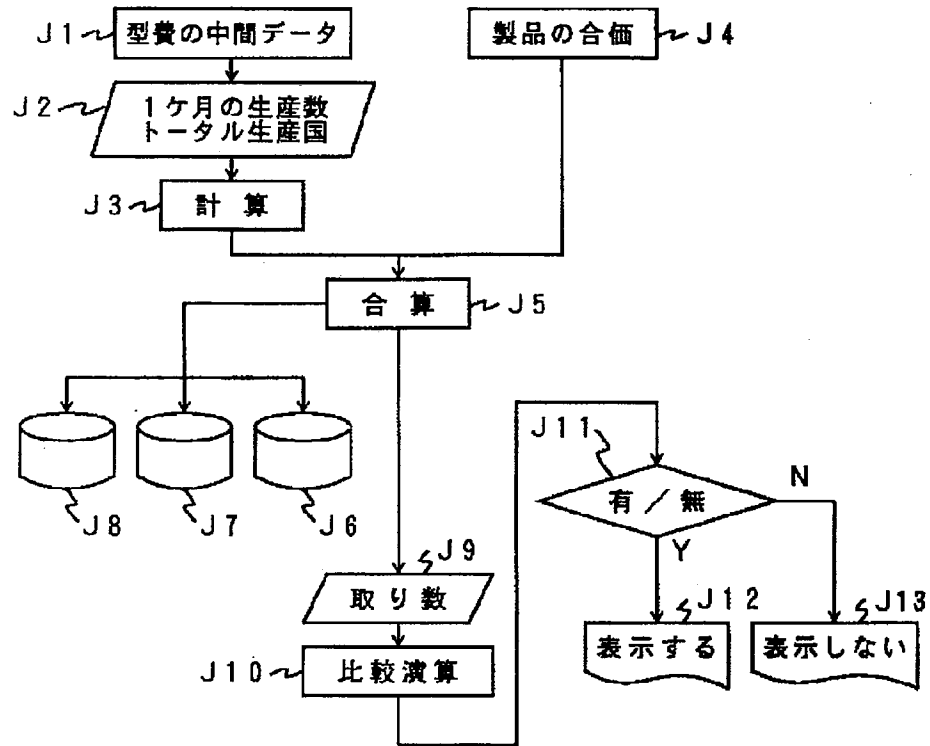 J1
型費の中間データ
製品の合価
J4
J2
1ケ月の生産数
トータル生産国
J3
計算
合算
J5
J8
J7
J6
J11
有／無
N
Y
J9
取り数
J12
表示する
J13
表示しない
J10
比較演算